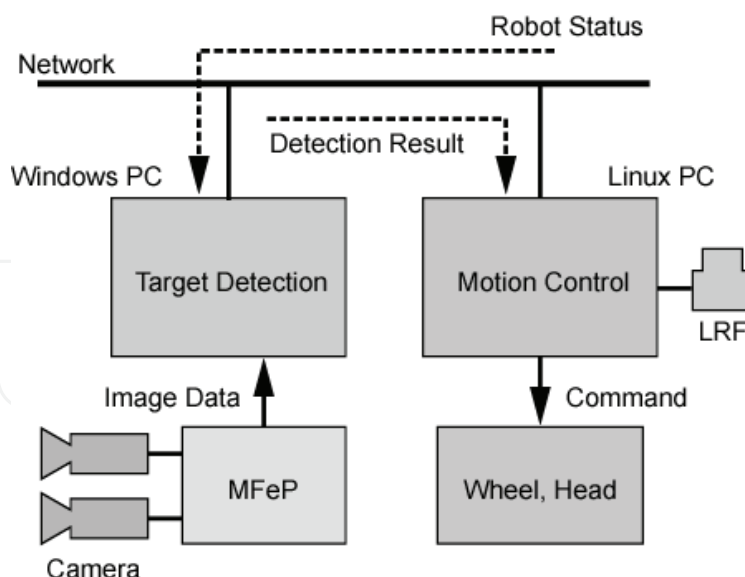 Robot Status
Network
Detection Result
Windows PC
Linux PC
Target Detection
Motion Control
LRF
Image Data
Command
MFeP
Wheel, Head
Camera